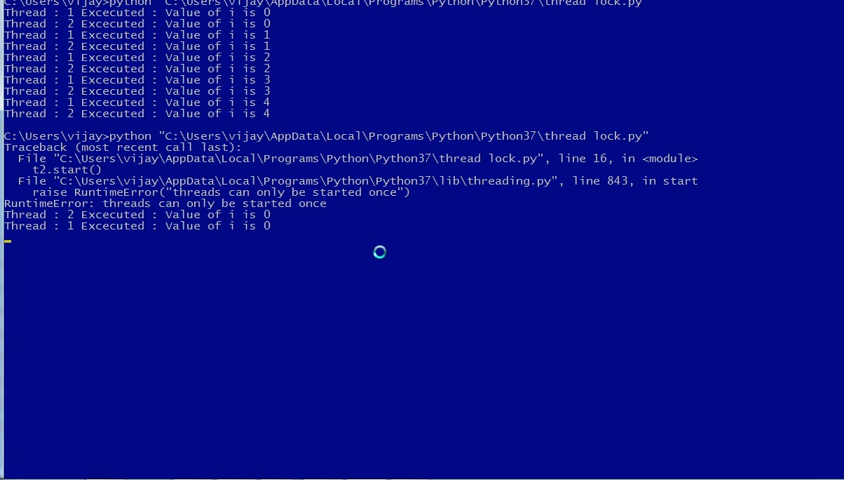 C:\Users\vijay>python "C:\Users\vijay\AppData\Local\Programs\Python\Python37\thread lock.py"
Thread : 1 Excecuted : Value of i is 0
Thread : 2 Excecuted : Value of i is 0
Thread : 1 Excecuted : Value of i is 1
Thread : 2 Excecuted : Value of i is 1
Thread : 1 Excecuted : Value of i is 2
Thread : 2 Excecuted : Value of i is 2
Thread : 1 Excecuted : Value of i is 3
Thread : 2 Excecuted : Value of i is 3
Thread : 1 Excecuted : Value of i is 4
Thread : 2 Excecuted : Value of i is 4
C:\Users\vijay>python "C:\Users\vijay\AppData\Local\Programs\Python\Python37\thread lock.py"
Traceback (most recent call last):
File "C:\Users\vijay\AppData\Local\Programs\Python\Python37\thread lock.py", line 16, in <module>
t2.start()
File "C:\Users\vijay\AppData\Local\Programs\Python\Python37\lib\threading.py", line 843, in start
raise RuntimeError("threads can only be started once")
RuntimeError: threads can only be started once
Thread : 2 Excecuted : Value of i is 0
Thread : 1 Excecuted : Value of i is 0